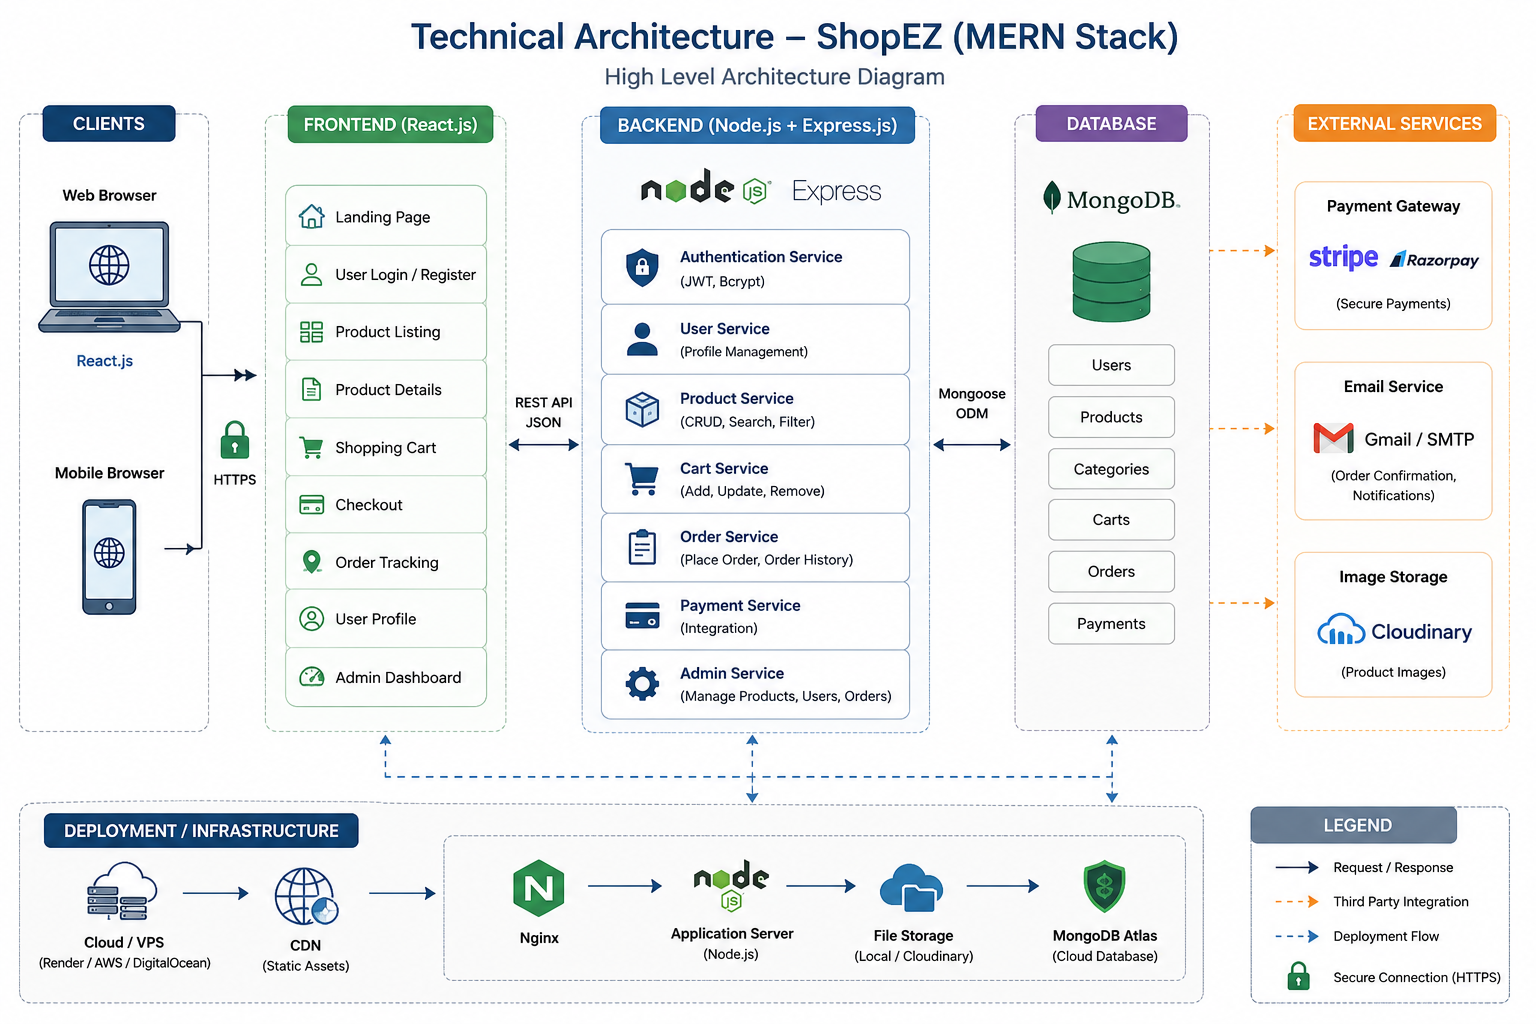 Technical Architecture – ShopEZ (MERN Stack)
High Level Architecture Diagram
CLIENTS
Web Browser
React.js
Mobile Browser
HTTPS
FRONTEND (React.js)
Landing Page
User Login / Register
Product Listing
Product Details
Shopping Cart
Checkout
Order Tracking
User Profile
Admin Dashboard
REST API
JSON
BACKEND (Node.js + Express.js)
node JS Express
Authentication Service
(JWT, Bcrypt)
User Service
(Profile Management)
Product Service
(CRUD, Search, Filter)
Cart Service
(Add, Update, Remove)
Order Service
(Place Order, Order History)
Payment Service
(Integration)
Admin Service
(Manage Products, Users, Orders)
Mongoose
ODM
DATABASE
MongoDB
Users
Products
Categories
Carts
Orders
Payments
EXTERNAL SERVICES
Payment Gateway
stripe Razorpay
(Secure Payments)
Email Service
Gmail / SMTP
(Order Confirmation,
Notifications)
Image Storage
Cloudinary
(Product Images)
DEPLOYMENT / INFRASTRUCTURE
Cloud / VPS
(Render / AWS / DigitalOcean)
CDN
(Static Assets)
N
Nginx
node
JS
Application Server
(Node.js)
File Storage
(Local / Cloudinary)
MongoDB Atlas
(Cloud Database)
LEGEND
Request / Response
Third Party Integration
Deployment Flow
Secure Connection (HTTPS)